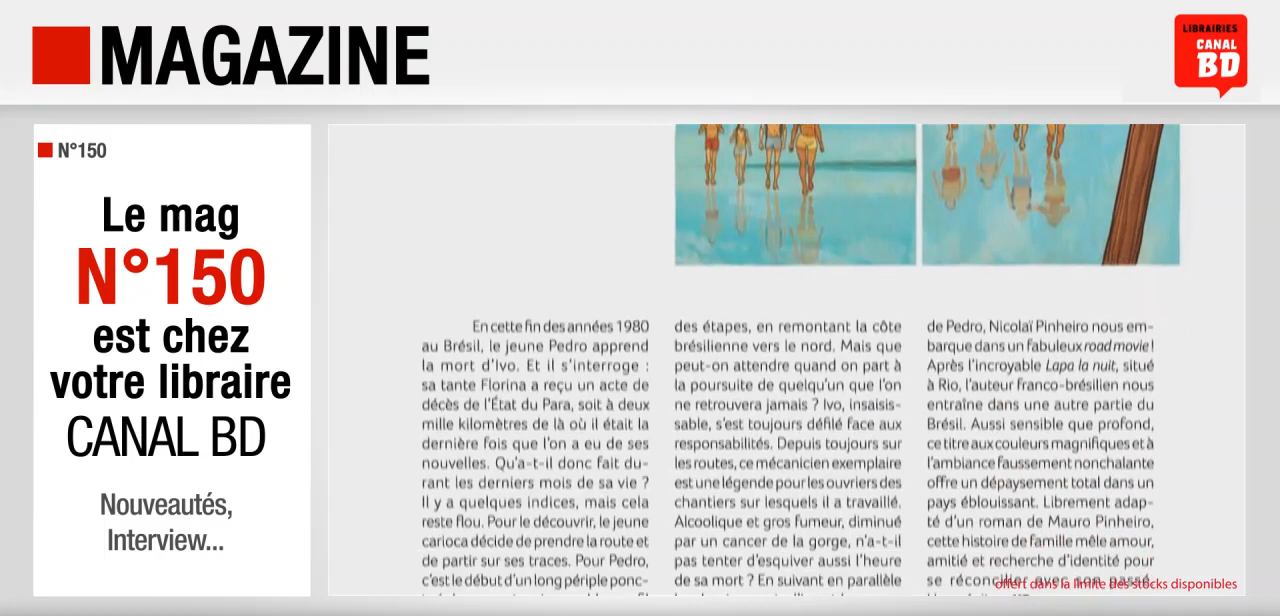 MAGAZINE
LIBRAIRIES
CANAL
BD
N°150
Le mag
N°150
est chez
votre libraire
CANAL BD
Nouveautés,
Interview...
En cette fin des années 1980
au Brésil, le jeune Pedro apprend
la mort d'Ivo. Et il s'interroge :
sa tante Florina a reçu un acte de
décès de l'État du Para, soit à deux
mille kilomètres de là où il était la
dernière fois que l'on a eu de ses
nouvelles. Qu'a-t-il donc fait du-
rant les derniers mois de sa vie ?
Il y a quelques indices, mais cela
reste flou. Pour le découvrir, le jeune
carioca décide de prendre la route et
de partir sur ses traces. Pour Pedro,
c'est le début d'un long périple ponc-
des étapes, en remontant la côte
brésilienne vers le nord. Mais que
peut-on attendre quand on part à
la poursuite de quelqu'un que l'on
ne retrouvera jamais ? Ivo, insaisis-
sable, s'est toujours défilé face aux
responsabilités. Depuis toujours sur
les routes, ce mécanicien exemplaire
est une légende pour les ouvriers des
chantiers sur lesquels il a travaillé.
Alcoolique et gros fumeur, diminué
par un cancer de la gorge, n'a-t-il
pas tenter d'esquiver aussi l'heure
de sa mort ? En suivant en parallèle
de Pedro, Nicolaï Pinheiro nous em-
barque dans un fabuleux road movie !
Après l'incroyable Lapa la nuit, situé
à Rio, l'auteur franco-brésilien nous
entraîne dans une autre partie du
Brésil. Aussi sensible que profond,
ce titre aux couleurs magnifiques et à
l'ambiance faussement nonchalante
offre un dépaysement total dans un
pays éblouissant. Librement adap-
té d'un roman de Mauro Pinheiro,
cette histoire de famille mêle amour,
amitié et recherche d'identité pour
se réconcilier avec son passé.
offert dans la limite des stocks disponibles